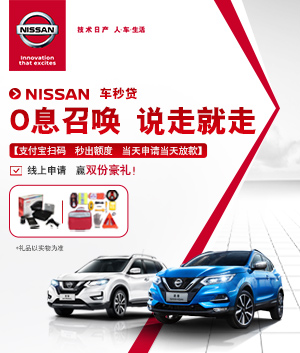 NISSAN
技术日产 人·车·生活
Innovation
that excites
NISSAN 车秒贷
0息召唤 说走就走
【支付宝扫码 秒出额度 当天申请当天放款】
线上申请 赢双份豪礼!
*礼品以实物为准